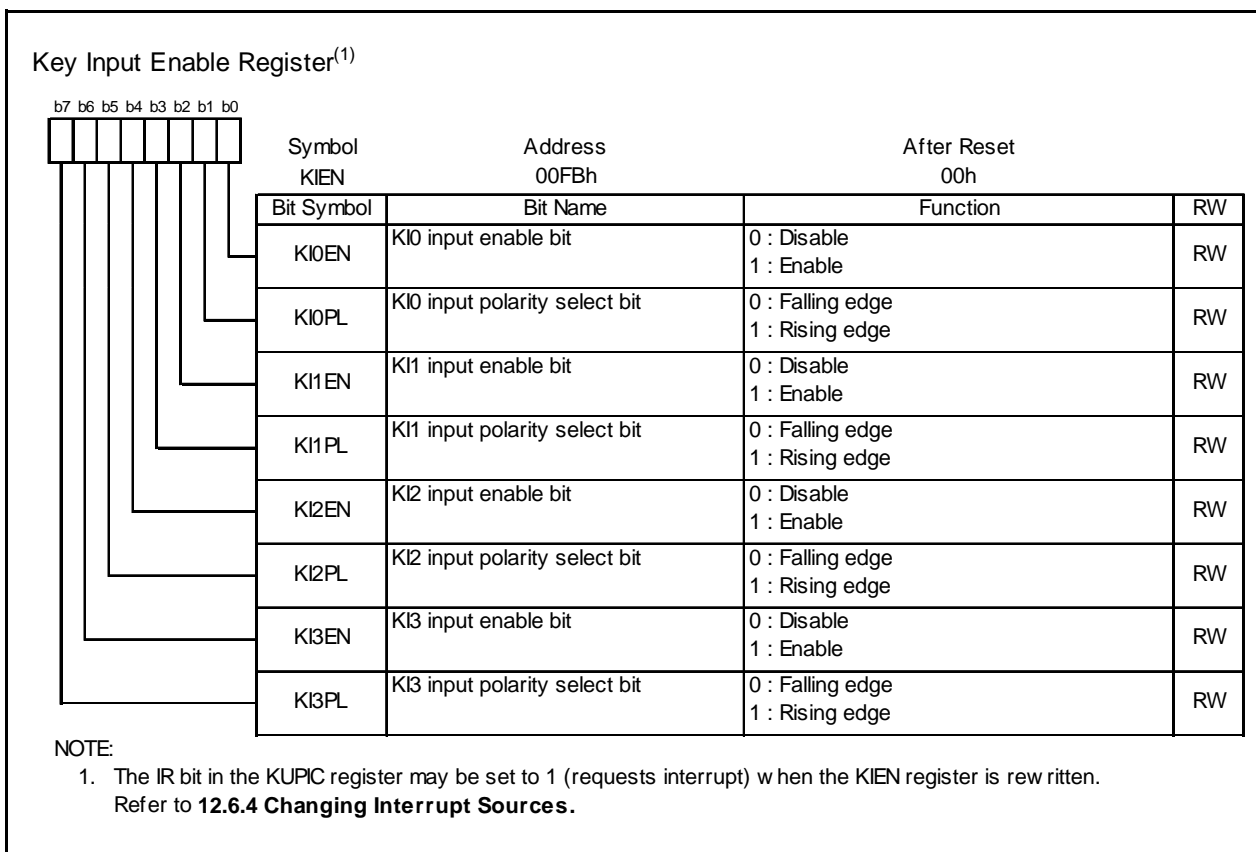 Key Input Enable Register(1)
b7 b6 b5 b4 b3 b2 b1 b0
Symbol Address After Reset
KIEN 00FBh 00h
Bit Symbol Bit Name Function RW
KI0EN KI0 input enable bit 0 : Disable
1 : Enable RW
KI0PL KI0 input polarity select bit 0 : Falling edge
1 : Rising edge RW
KI1EN KI1 input enable bit 0 : Disable
1 : Enable RW
KI1PL KI1 input polarity select bit 0 : Falling edge
1 : Rising edge RW
KI2EN KI2 input enable bit 0 : Disable
1 : Enable RW
KI2PL KI2 input polarity select bit 0 : Falling edge
1 : Rising edge RW
KI3EN KI3 input enable bit 0 : Disable
1 : Enable RW
KI3PL KI3 input polarity select bit 0 : Falling edge
1 : Rising edge RW
NOTE:
1. The IR bit in the KUPIC register may be set to 1 (requests interrupt) when the KIEN register is rewritten.
Refer to 12.6.4 Changing Interrupt Sources.